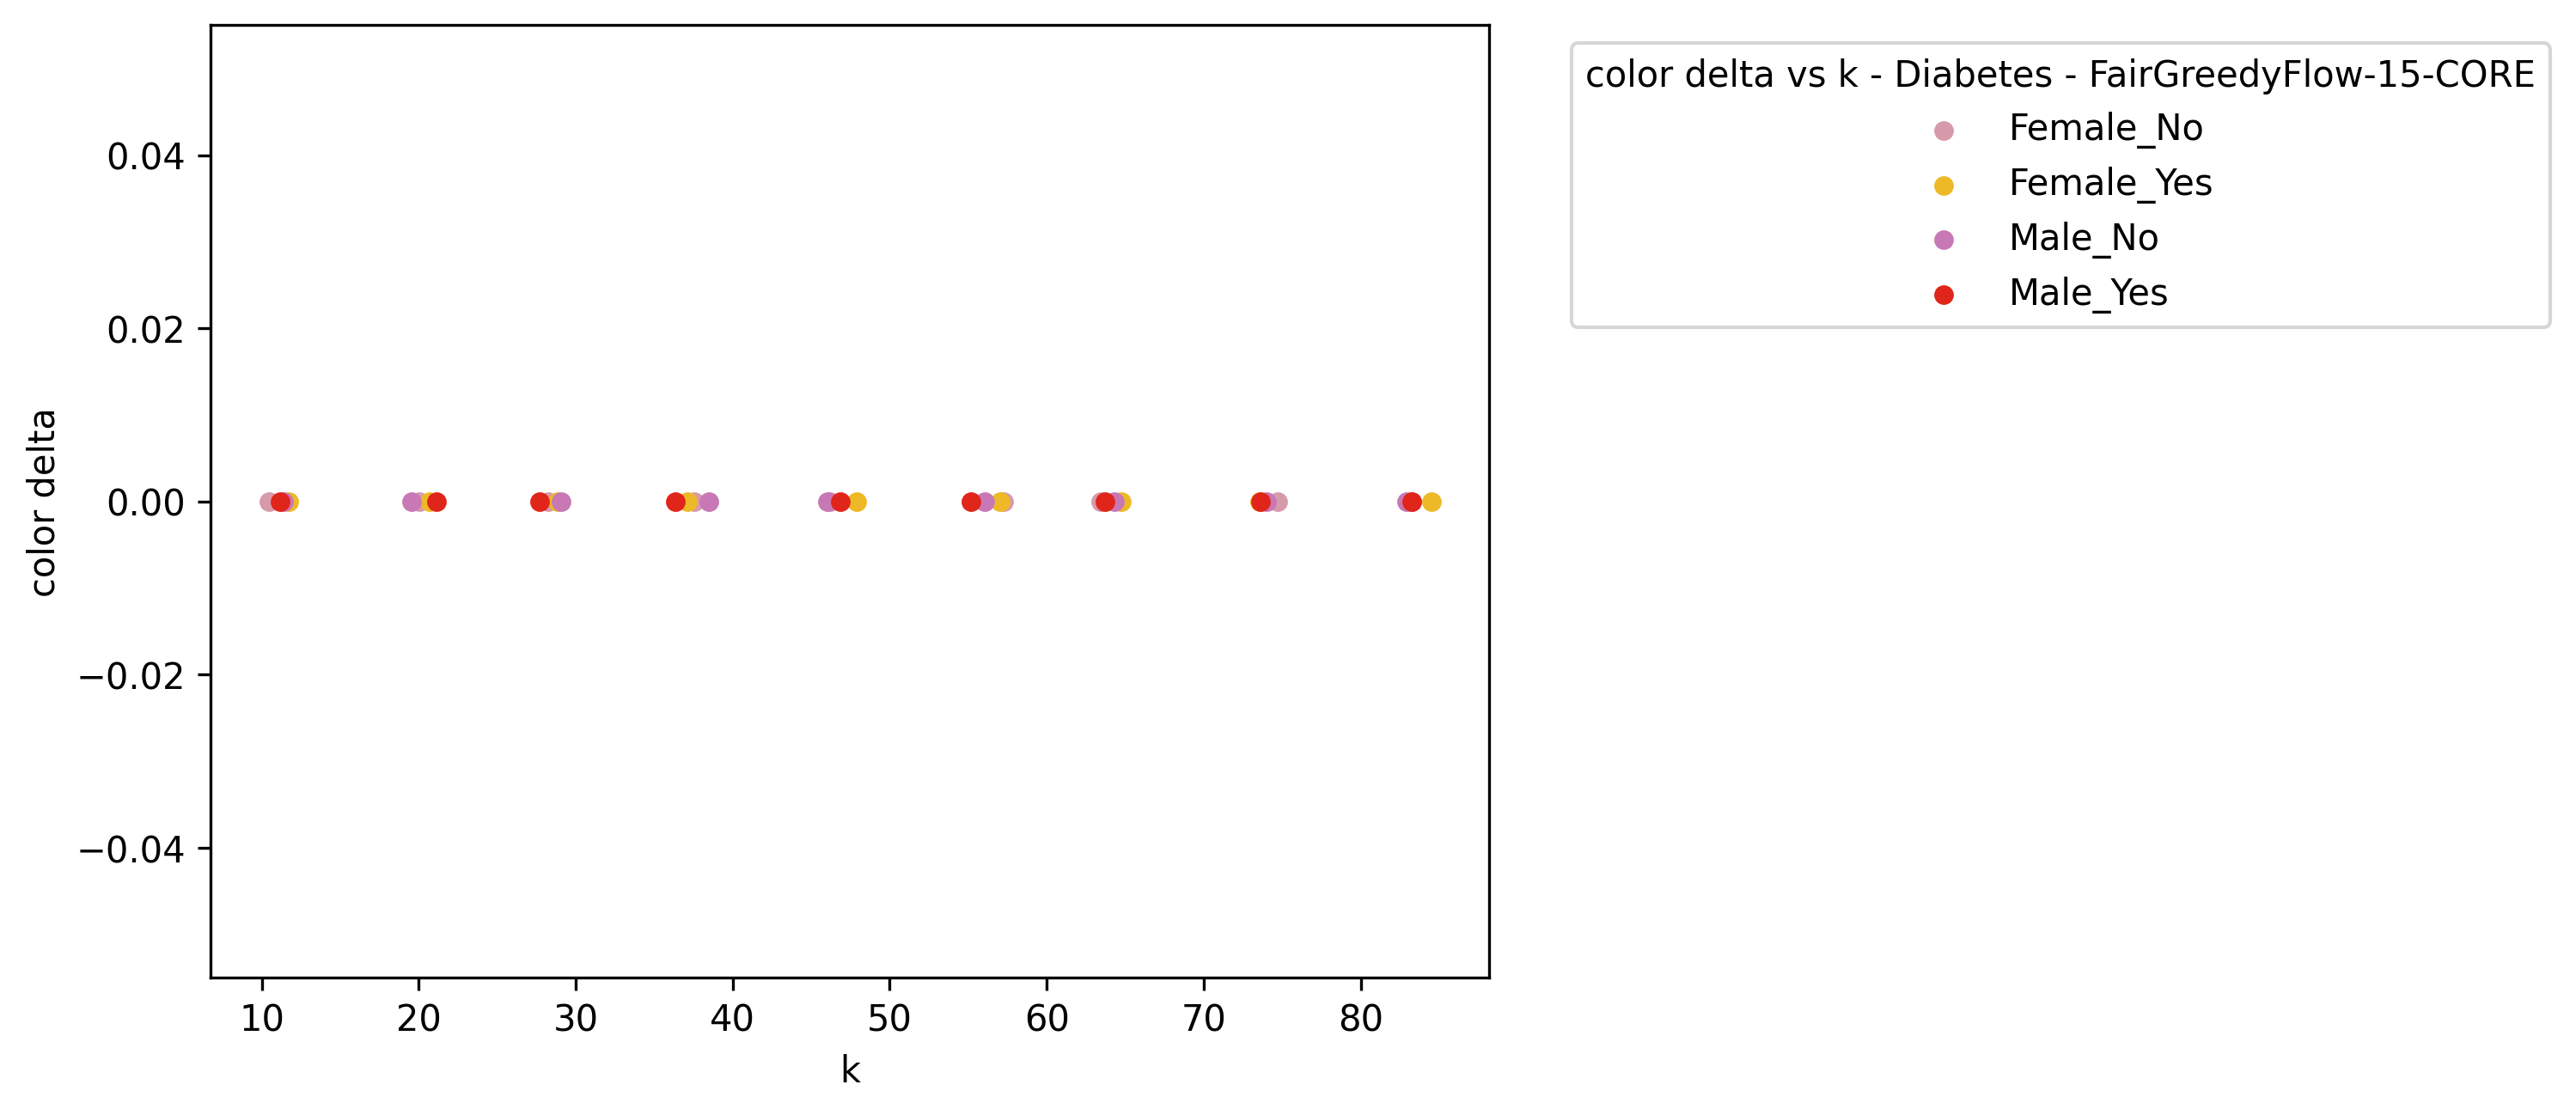 color delta vs k - Diabetes - FairGreedyFlow-15-CORE
Female_No
Female_Yes
Male_No
Male_Yes
color delta
0.04
0.02
0.00
−0.02
−0.04
10 20 30 40 50 60 70 80
k